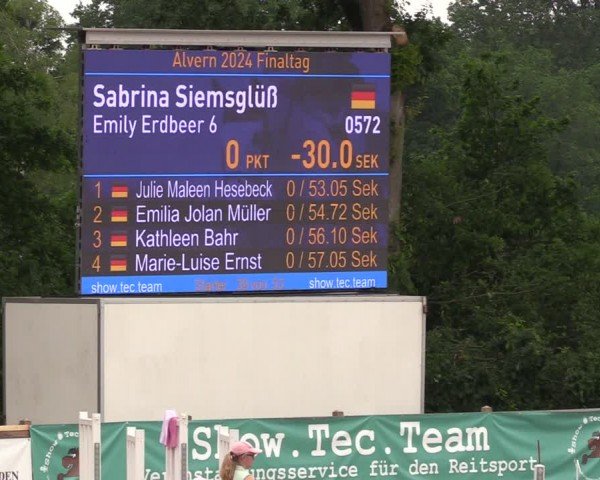 Alvern 2024 Finaltag
Sabrina Siemsglüß
Emily Erdbeer 6 0572
0 PKT -30.0 SEK
1 Julie Maleen Hesebeck 0 / 53.05 Sek
2 Emilia Jolan Müller 0 / 54.72 Sek
3 Kathleen Bahr 0 / 56.10 Sek
4 Marie-Luise Ernst 0 / 57.05 Sek
show.tec.team show.tec.team
Show.Tec.Team
Veranstaltungsservice für den Reitsport
DEN